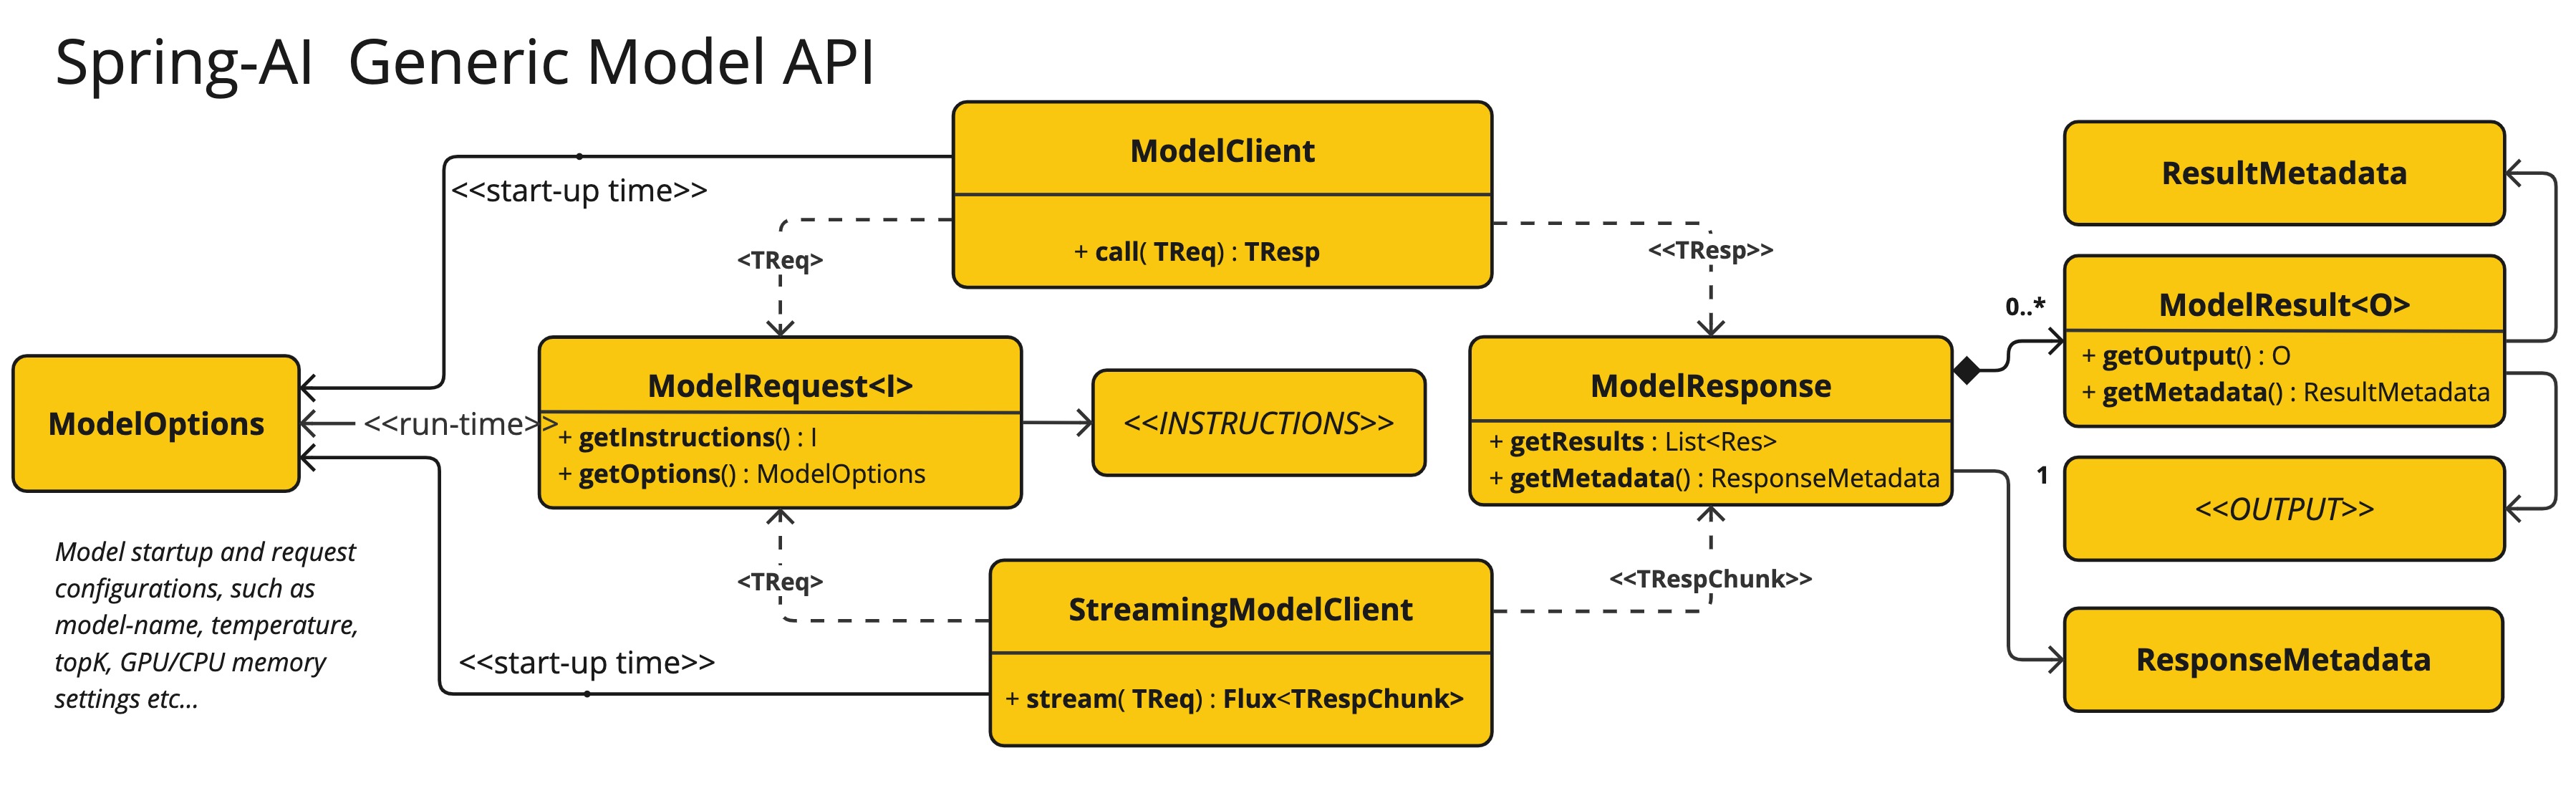 Spring-AI  Generic Model API
ModelClient
+ call( TReq) : TResp
<<start-up time>>
<TReq>
<<TResp>>
ResultMetadata
0..*
ModelResult<O>
+ getOutput() : O
+ getMetadata() : ResultMetadata
ModelOptions
<<run-time>>
ModelRequest<I>
+ getInstructions() : I
+ getOptions() : ModelOptions
<<INSTRUCTIONS>>
ModelResponse
+ getResults : List<Res>
+ getMetadata() : ResponseMetadata
1
<<OUTPUT>>
Model startup and request
configurations, such as
model-name, temperature,
topK, GPU/CPU memory
settings etc...
<TReq>
<<TRespChunk>>
<<start-up time>>
StreamingModelClient
+ stream( TReq) : Flux<TRespChunk>
ResponseMetadata